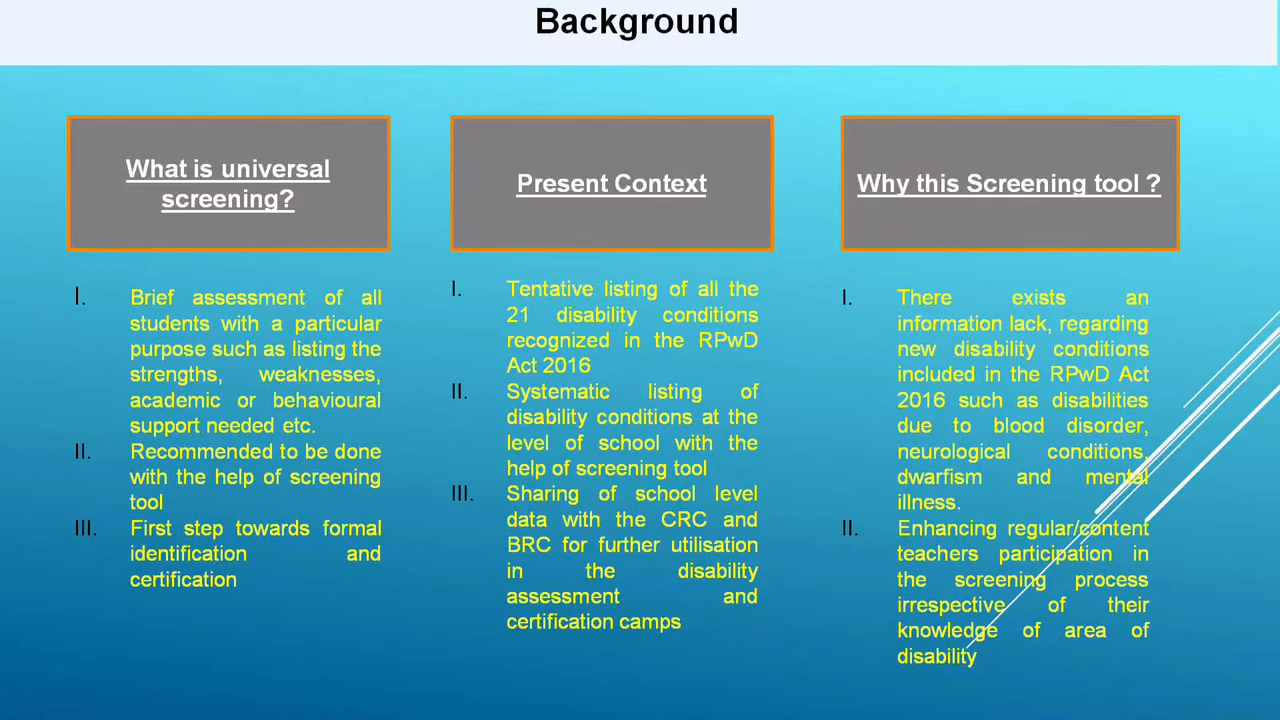 Background
What is universal
screening?
I. Brief assessment of all
students with a particular
purpose such as listing the
strengths, weaknesses,
academic or behavioural
support needed etc.
II. Recommended to be done
with the help of screening
tool
III. First step towards formal
identification and
certification
Present Context
I. Tentative listing of all the
21 disability conditions
recognized in the RPwD
Act 2016
II. Systematic listing of
disability conditions at the
level of school with the
help of screening tool
III. Sharing of school level
data with the CRC and
BRC for further utilisation
in the disability
assessment and
certification camps
Why this Screening tool ?
I. There exists an
information lack, regarding
new disability conditions
included in the RPwD Act
2016 such as disabilities
due to blood disorder,
neurological conditions,
dwarfism and mental
illness.
II. Enhancing regular/content
teachers participation in
the screening process
irrespective of their
knowledge of area of
disability